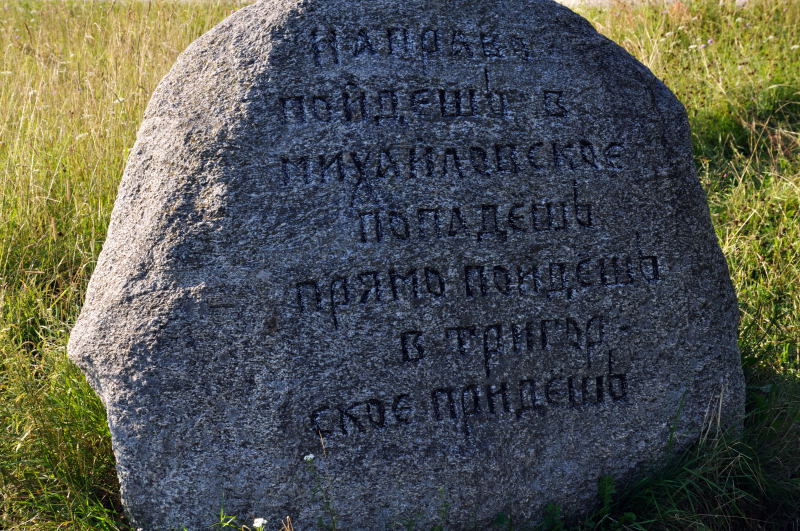 НАПРАВО
ПОЙДЕШЬ В
МИХАЙЛОВСКОЕ
ПОПАДЕШЬ
ПРЯМО ПОЙДЕШЬ
В ТРИГОР-
СКОЕ ПРИДЕШЬ